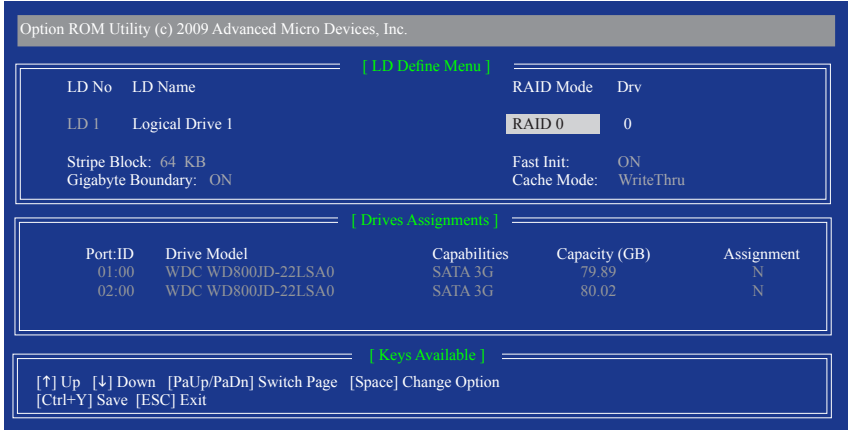 Option ROM Utility (c) 2009 Advanced Micro Devices, Inc.
[ LD Define Menu ]
LD No LD Name RAID Mode Drv
LD 1 Logical Drive 1 RAID 0 0
Stripe Block: 64 KB Fast Init: ON
Gigabyte Boundary: ON Cache Mode: WriteThru
[ Drives Assignments ]
Port:ID Drive Model Capabilities Capacity (GB) Assignment
01:00 WDC WD800JD-22LSA0 SATA 3G 79.89 N
02:00 WDC WD800JD-22LSA0 SATA 3G 80.02 N
[ Keys Available ]
[↑] Up [↓] Down [PaUp/PaDn] Switch Page [Space] Change Option
[Ctrl+Y] Save [ESC] Exit